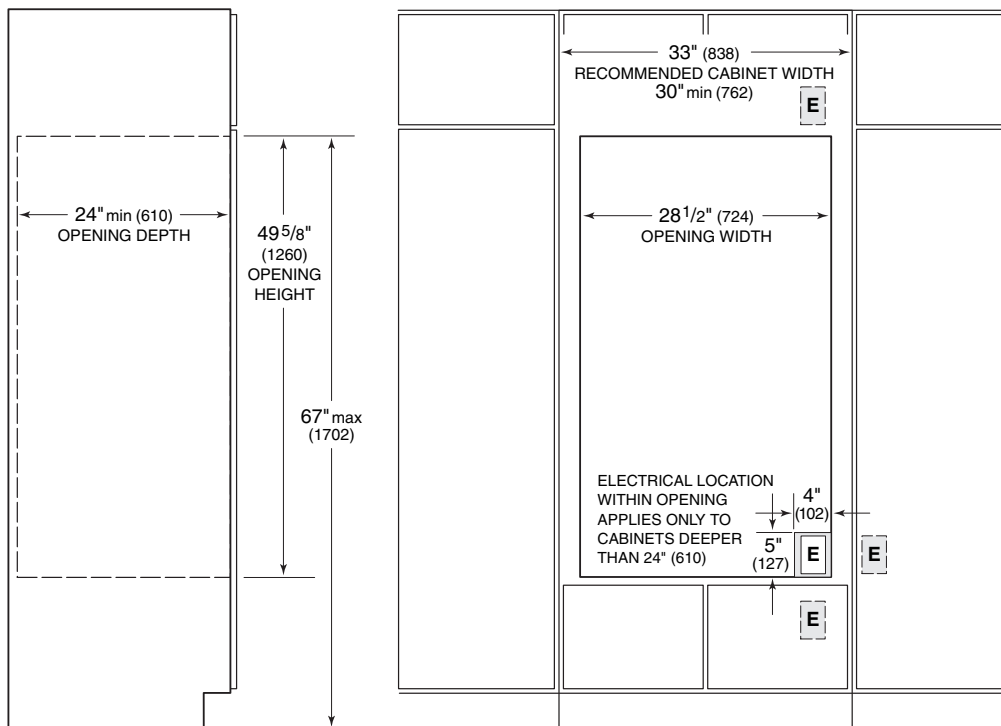 33" (838)
RECOMMENDED CABINET WIDTH
30" min (762)
E
24" min (610)
OPENING DEPTH
49 5/8"
(1260)
OPENING
HEIGHT
28 1/2" (724)
OPENING WIDTH
67" max
(1702)
ELECTRICAL LOCATION
WITHIN OPENING
APPLIES ONLY TO
CABINETS DEEPER
THAN 24" (610)
4"
(102)
5"
(127)
E
E
E